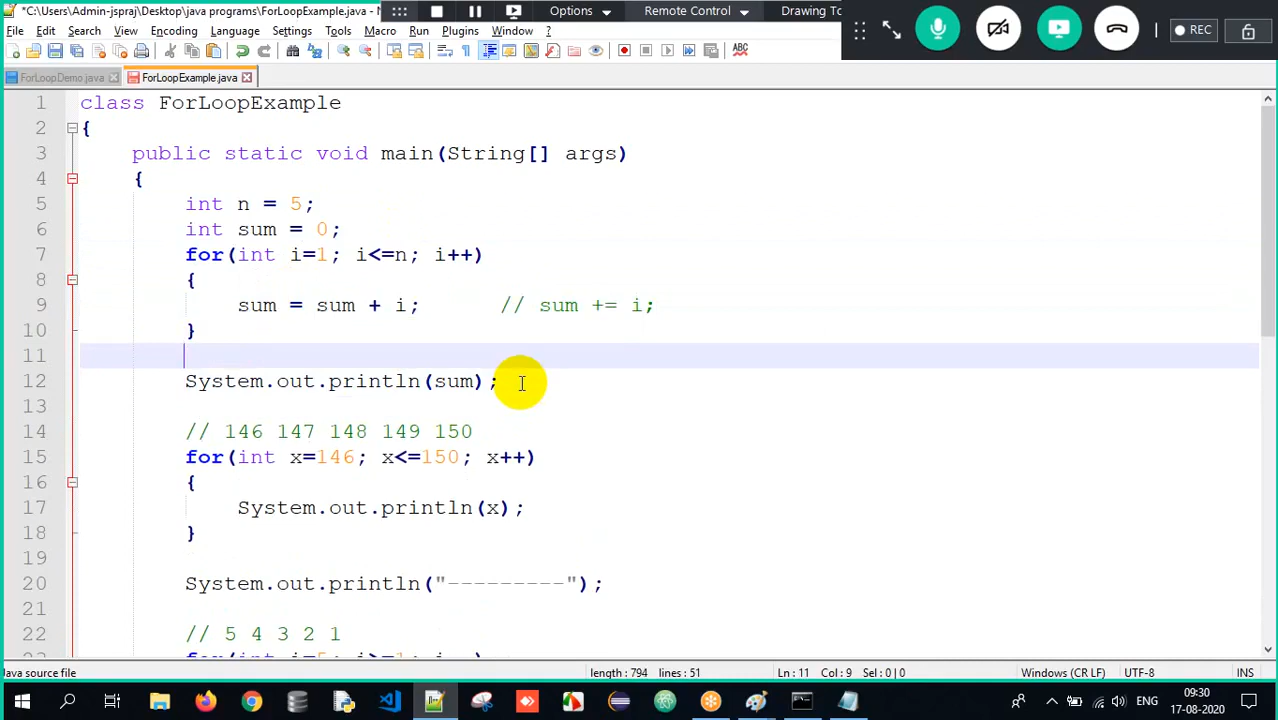 *C:\Users\Admin-jspraj\Desktop\java programs\ForLoopExample.java - N
Options
Remote Control
Drawing To
File Edit Search View Encoding Language Settings Tools Macro Run Plugins Window ?
REC
ABC
ForLoopDemo.java
ForLoopExample.java
1 class ForLoopExample
2 {
3 public static void main(String[] args)
4 {
5 int n = 5;
6 int sum = 0;
7 for(int i=1; i<=n; i++)
8 {
9 sum = sum + i; // sum += i;
10 }
11
12 System.out.println(sum);
13
14 // 146 147 148 149 150
15 for(int x=146; x<=150; x++)
16 {
17 System.out.println(x);
18 }
19
20 System.out.println("---------");
21
22 // 5 4 3 2 1
Java source file
length : 794 lines : 51
Ln : 11 Col : 9 Sel : 0 | 0
Windows (CR LF)
UTF-8
INS
ENG
09:30
17-08-2020